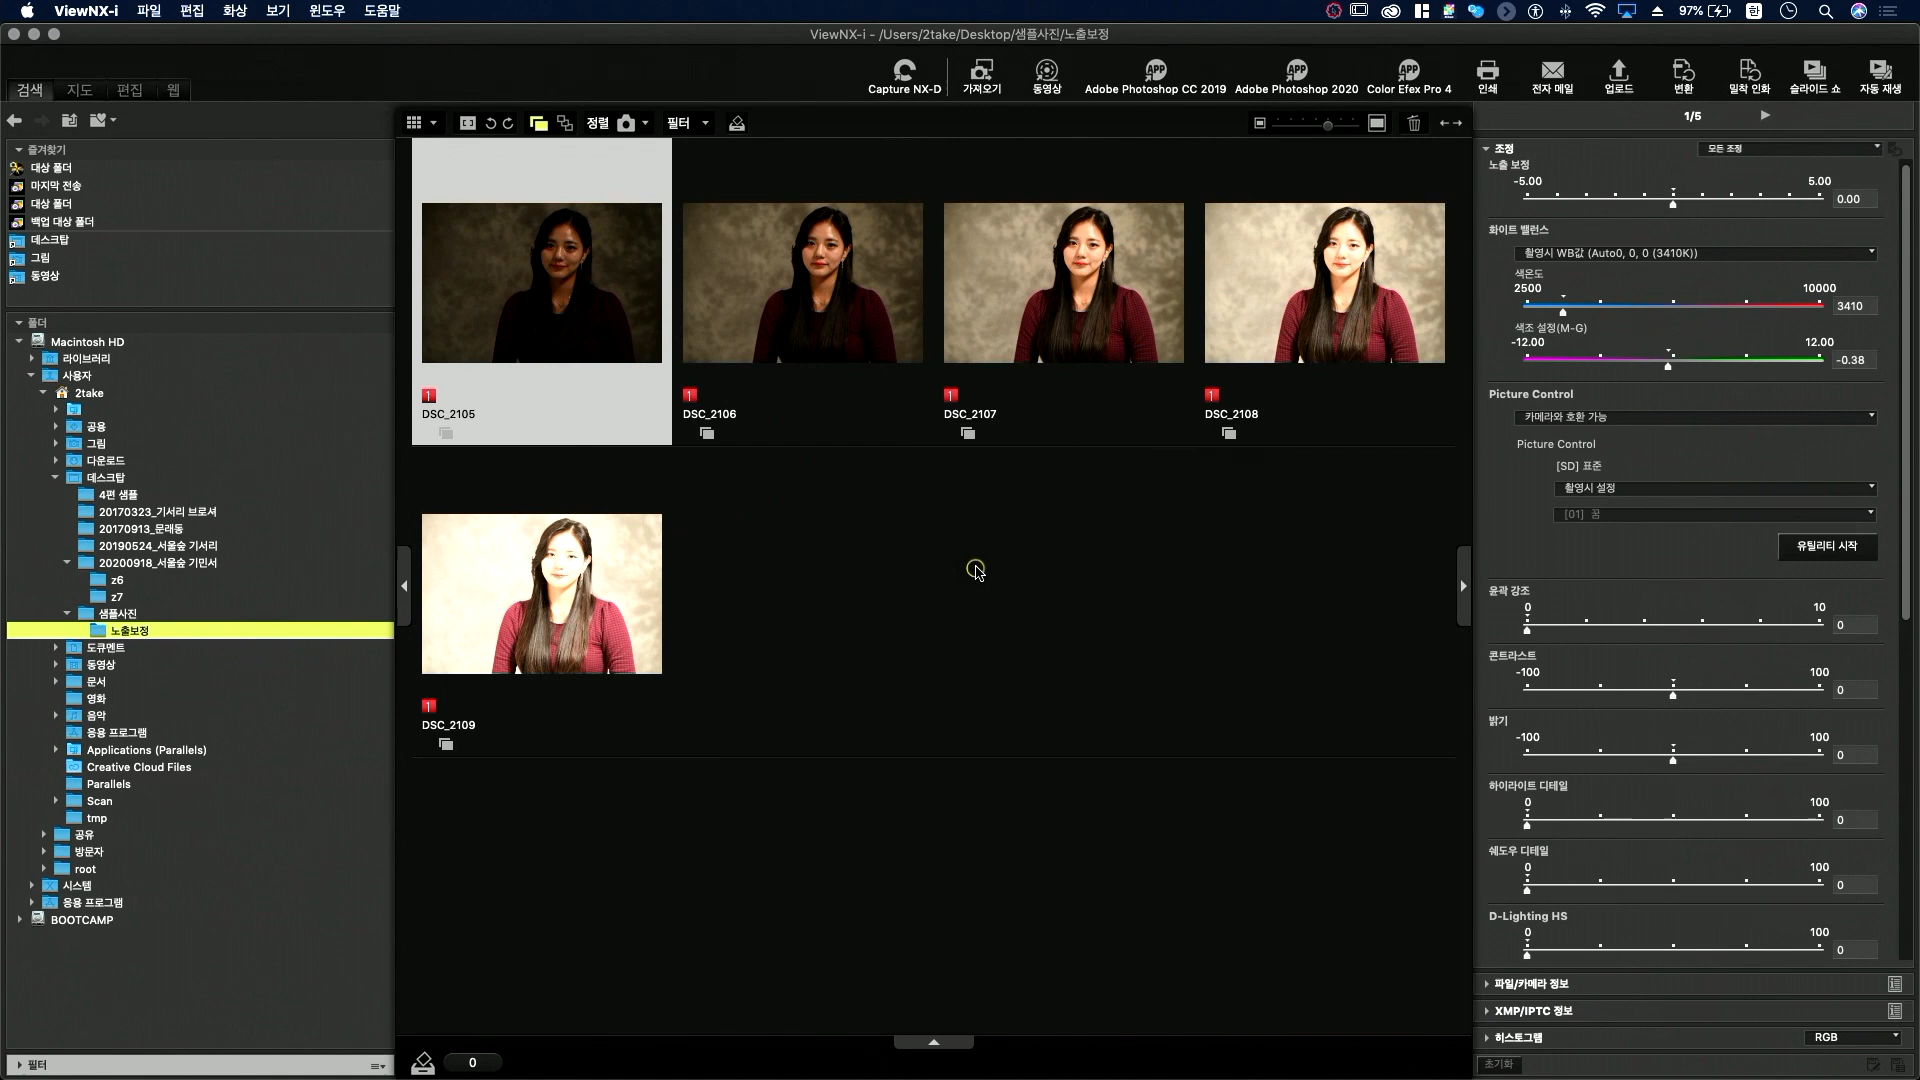 ViewNX-i 파일 편집 화상 보기 윈도우 도움말 97% 한
ViewNX-i - /Users/2take/Desktop/샘플사진/노출보정
검색 지도 편집 웹
Capture NX-D 가져오기 동영상 Adobe Photoshop CC 2019 Adobe Photoshop 2020 Color Efex Pro 4 인쇄 전자 메일 업로드 변환 밀착 인화 슬라이드 쇼 자동 재생
APP APP APP
정렬 필터
1/5
즐겨찾기
대상 폴더
마지막 전송
대상 폴더
백업 대상 폴더
데스크탑
그림
동영상
폴더
Macintosh HD
라이브러리
사용자
2take
공용
그림
다운로드
데스크탑
4편 샘플
20170323_기서리 브로셔
20170913_문래동
20190524_서울숲 기서리
20200918_서울숲 기민서
z6
z7
샘플사진
노출보정
도큐멘트
동영상
문서
영화
음악
응용 프로그램
Applications (Parallels)
Creative Cloud Files
Parallels
Scan
tmp
공유
방문자
root
시스템
응용 프로그램
BOOTCAMP
필터
1 1 1 1
DSC_2105 DSC_2106 DSC_2107 DSC_2108
1
DSC_2109
0
조정 모든 조정
노출 보정
-5.00 5.00
0.00
화이트 밸런스
촬영시 WB값 (Auto0, 0, 0 (3410K))
색온도
2500 10000
3410
색조 설정(M-G)
-12.00 12.00
-0.38
Picture Control
카메라와 호환 가능
Picture Control
[SD] 표준
촬영시 설정
[01] 꿈
유틸리티 시작
윤곽 강조
0 10
0
콘트라스트
-100 100
0
밝기
-100 100
0
하이라이트 디테일
0 100
0
쉐도우 디테일
0 100
0
D-Lighting HS
0 100
0
파일/카메라 정보
XMP/IPTC 정보
히스토그램 RGB
초기화